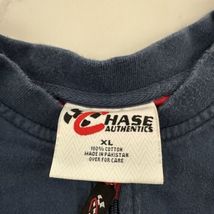 CHASE
AUTHENTICS
XL
100% COTTON
MADE IN PAKISTAN
OVER FOR CARE